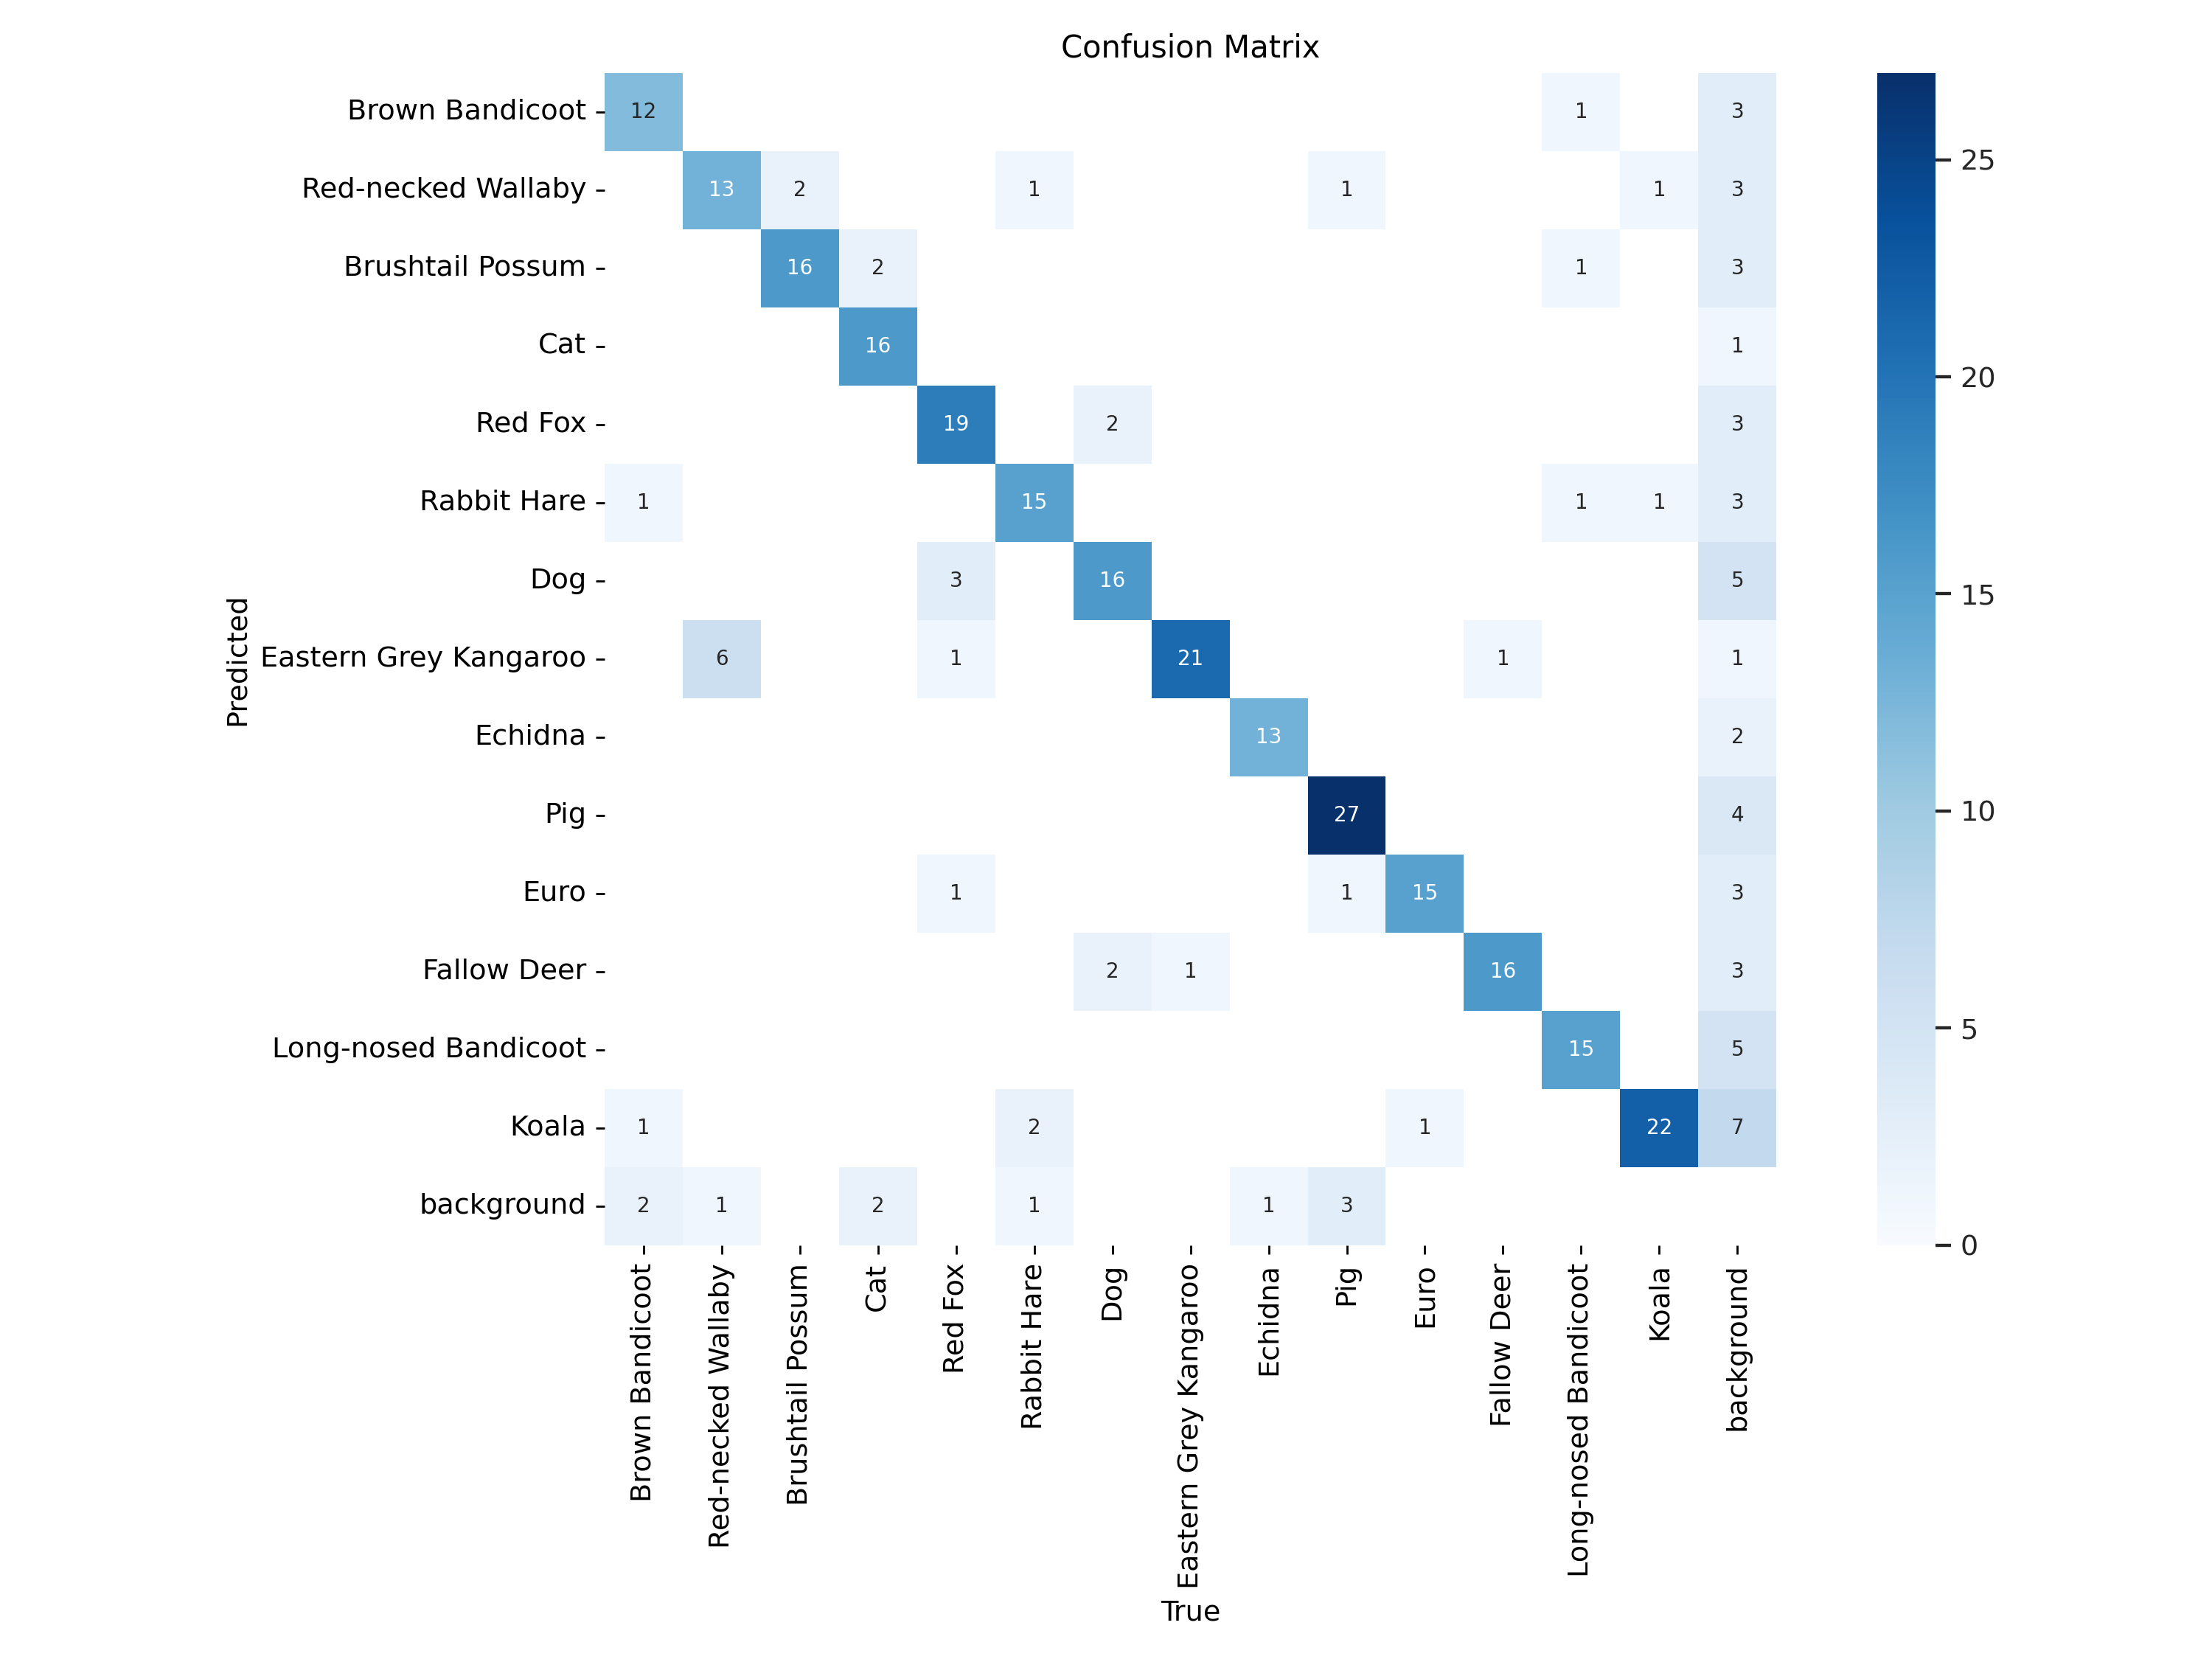 Confusion Matrix
Brown Bandicoot 12 1 3
Red-necked Wallaby 13 2 1 1 1 3
Brushtail Possum 16 2 1 3
Cat 16 1
Red Fox 19 2 3
Rabbit Hare 1 15 1 1 3
Dog 3 16 5
Eastern Grey Kangaroo 6 1 21 1 1
Echidna 13 2
Pig 27 4
Euro 1 1 15 3
Fallow Deer 2 1 16 3
Long-nosed Bandicoot 15 5
Koala 1 2 1 22 7
background 2 1 2 1 1 3
Predicted
Brown Bandicoot
Red-necked Wallaby
Brushtail Possum
Cat
Red Fox
Rabbit Hare
Dog
Eastern Grey Kangaroo
Echidna
Pig
Euro
Fallow Deer
Long-nosed Bandicoot
Koala
background
True
25
20
15
10
5
0